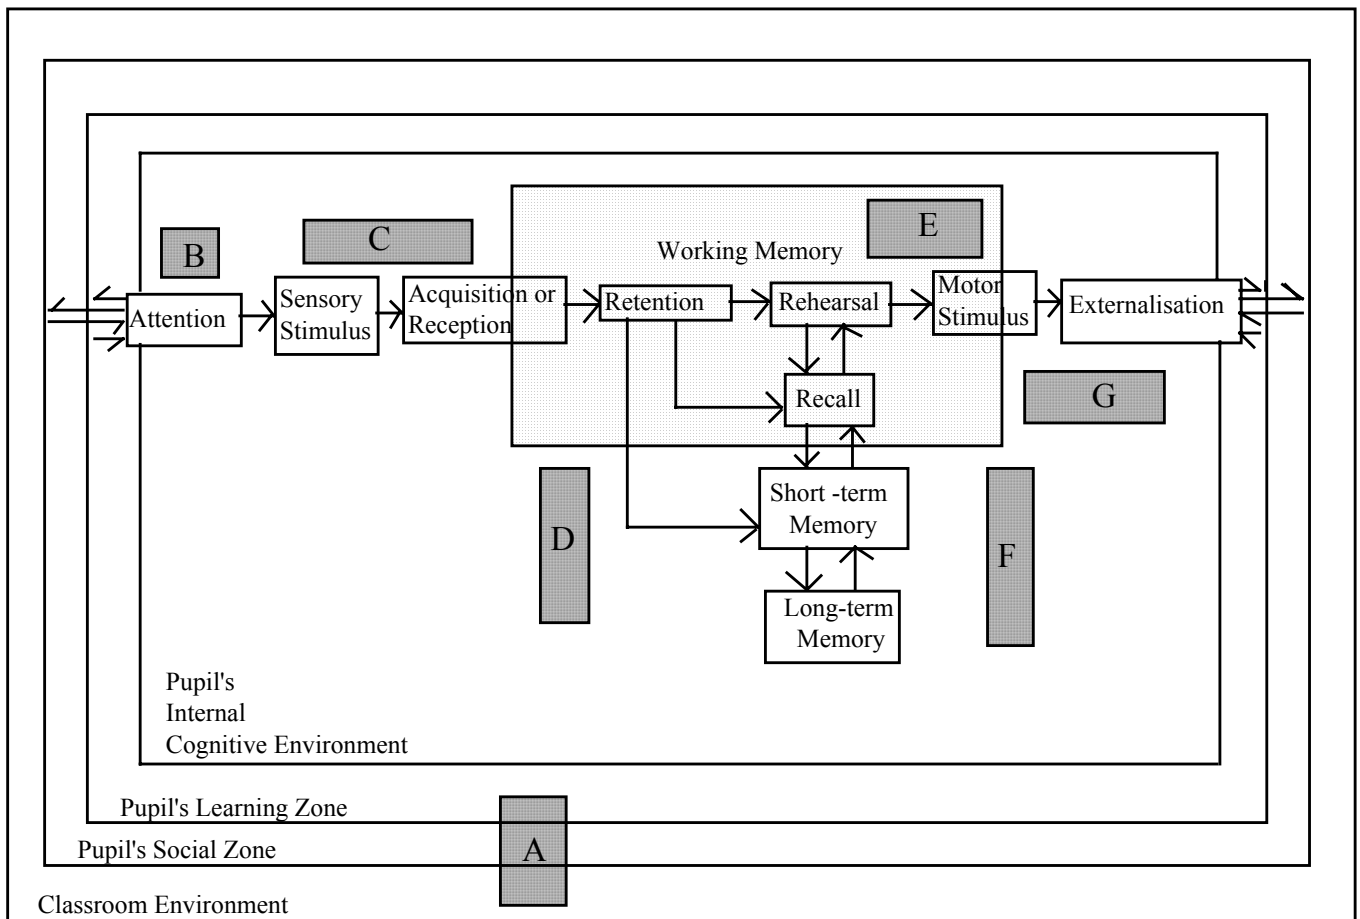 B
C
E
Working Memory
Attention
Sensory
Stimulus
Acquisition or
Reception
Retention
Rehearsal
Motor
Stimulus
Externalisation
Recall
G
D
Short -term
Memory
F
Long-term
Memory
Pupil's
Internal
Cognitive Environment
Pupil's Learning Zone
Pupil's Social Zone
A
Classroom Environment